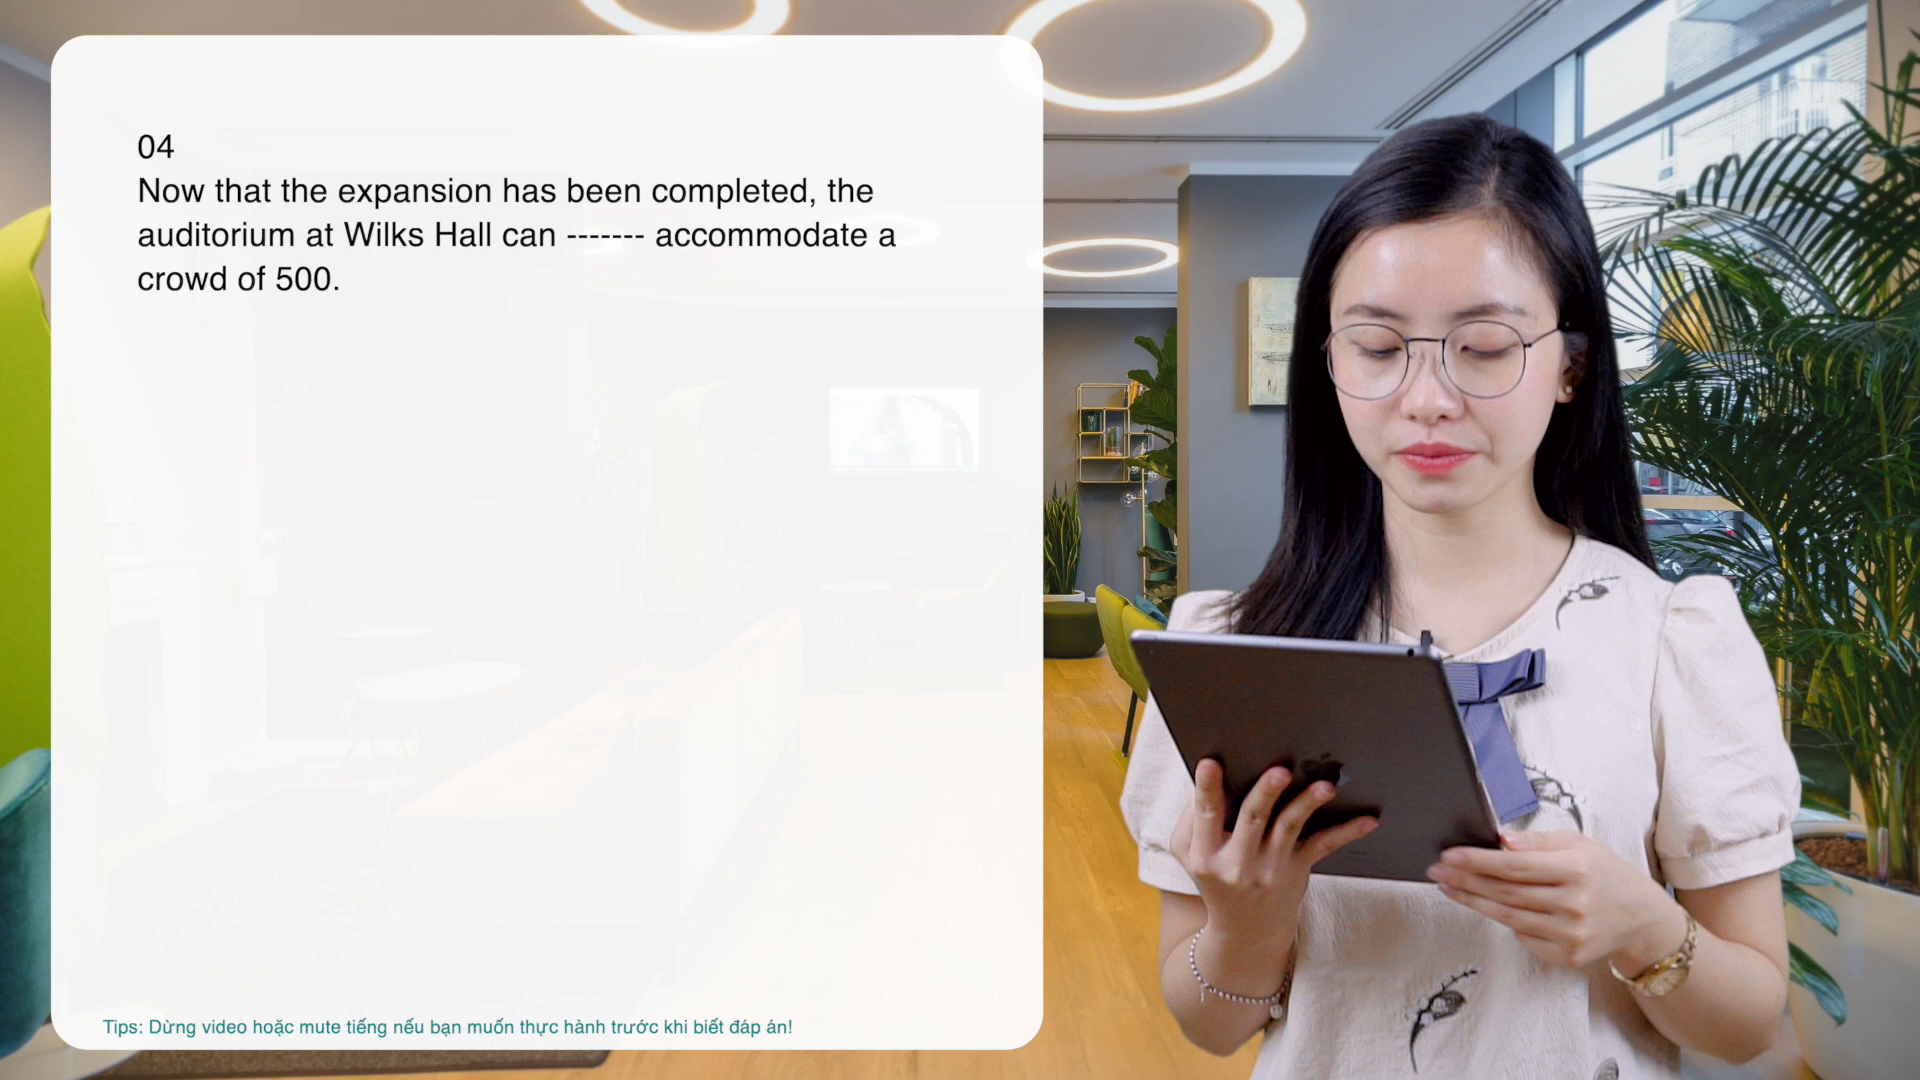 04
Now that the expansion has been completed, the
auditorium at Wilks Hall can ------- accommodate a
crowd of 500.
Tips: Dừng video hoặc mute tiếng nếu bạn muốn thực hành trước khi biết đáp án!